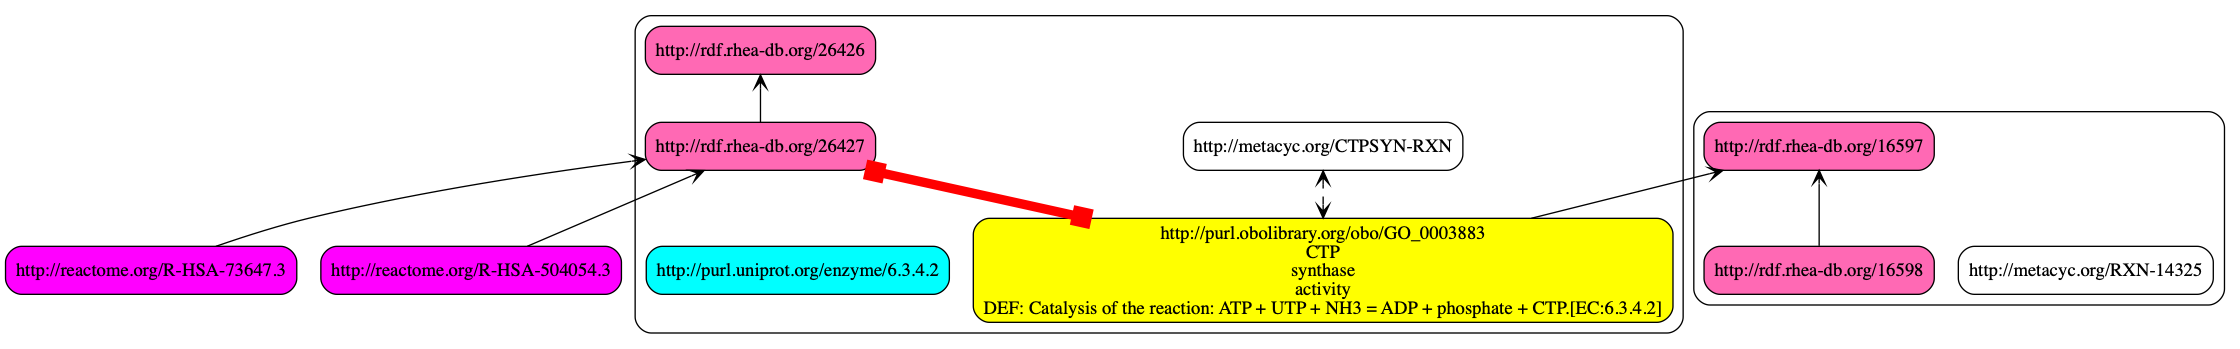 http://rdf.rhea-db.org/26426
http://rdf.rhea-db.org/26427
http://metacyc.org/CTPSYN-RXN
http://rdf.rhea-db.org/16597
http://reactome.org/R-HSA-73647.3
http://reactome.org/R-HSA-504054.3
http://purl.uniprot.org/enzyme/6.3.4.2
http://purl.obolibrary.org/obo/GO_0003883
CTP
synthase
activity
DEF: Catalysis of the reaction: ATP + UTP + NH3 = ADP + phosphate + CTP.[EC:6.3.4.2]
http://rdf.rhea-db.org/16598
http://metacyc.org/RXN-14325